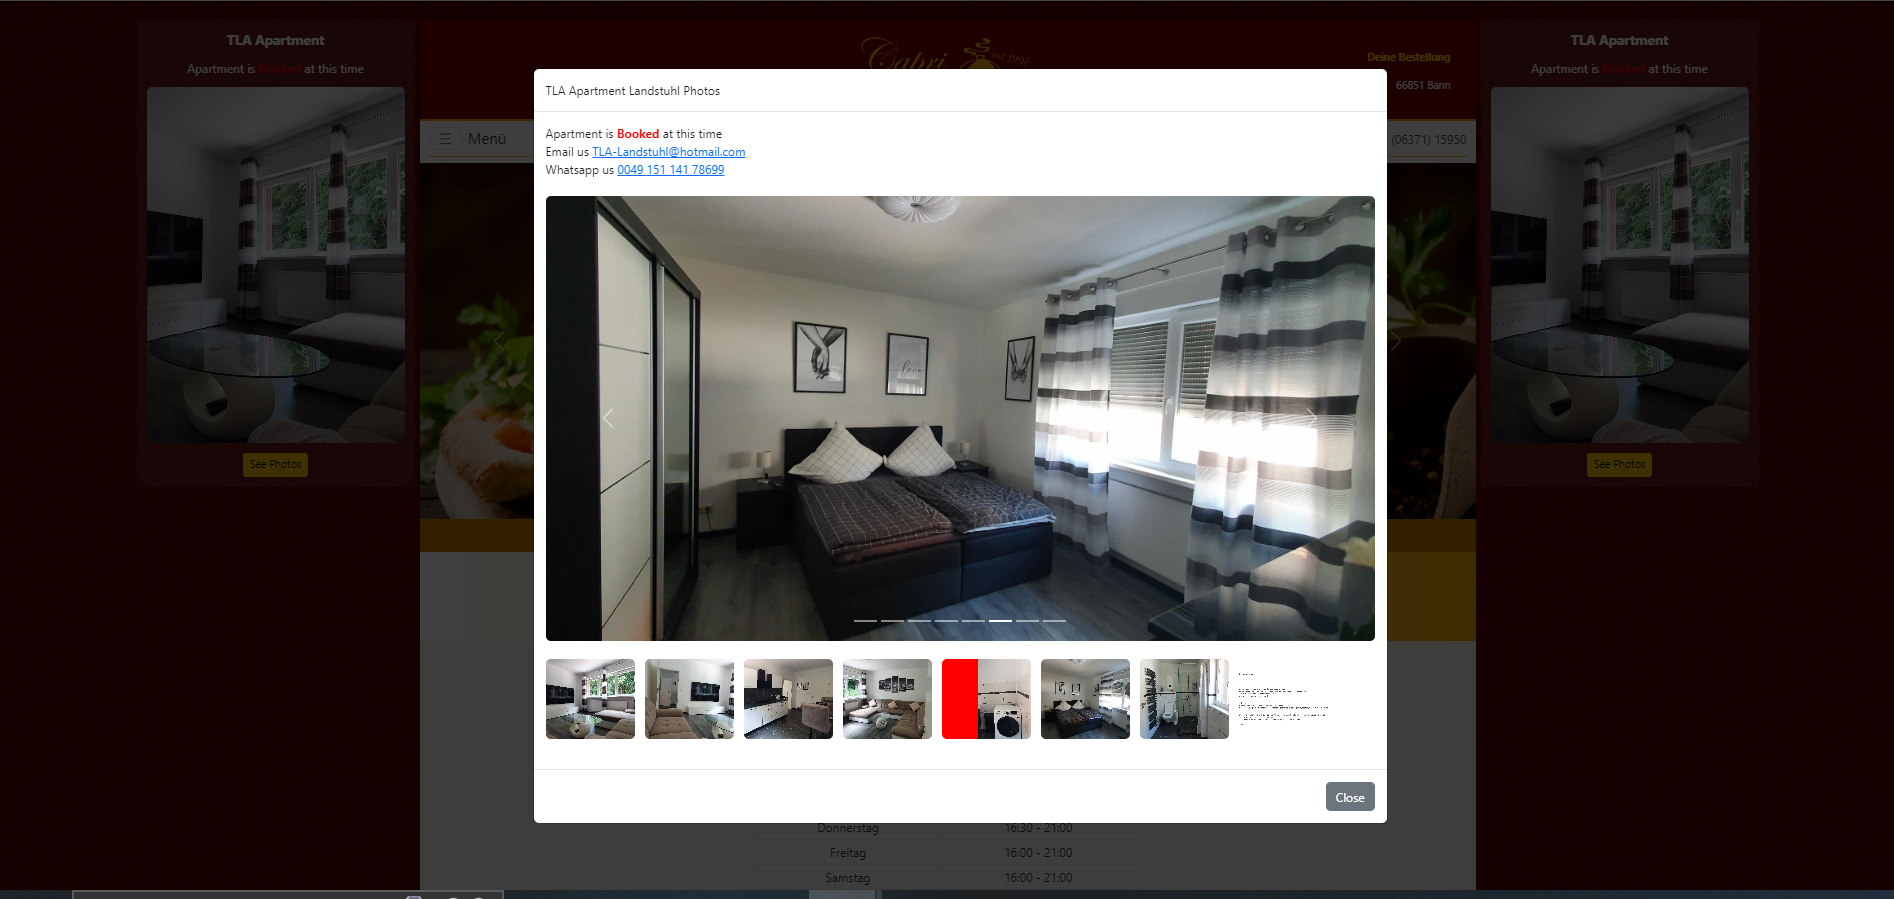 TLA Apartment
Apartment is Booked at this time
See Photos
Capri
seit 1997
Deine Bestellung
66851 Bann
☰ Menü
(06371) 15950
TLA Apartment Landstuhl Photos
Apartment is Booked at this time
Email us TLA-Landstuhl@hotmail.com
Whatsapp us 0049 151 141 78699
love
Close
Donnerstag 16:30 - 21:00
Freitag 16:00 - 21:00
Samstag 16:00 - 21:00
TLA Apartment
Apartment is Booked at this time
See Photos